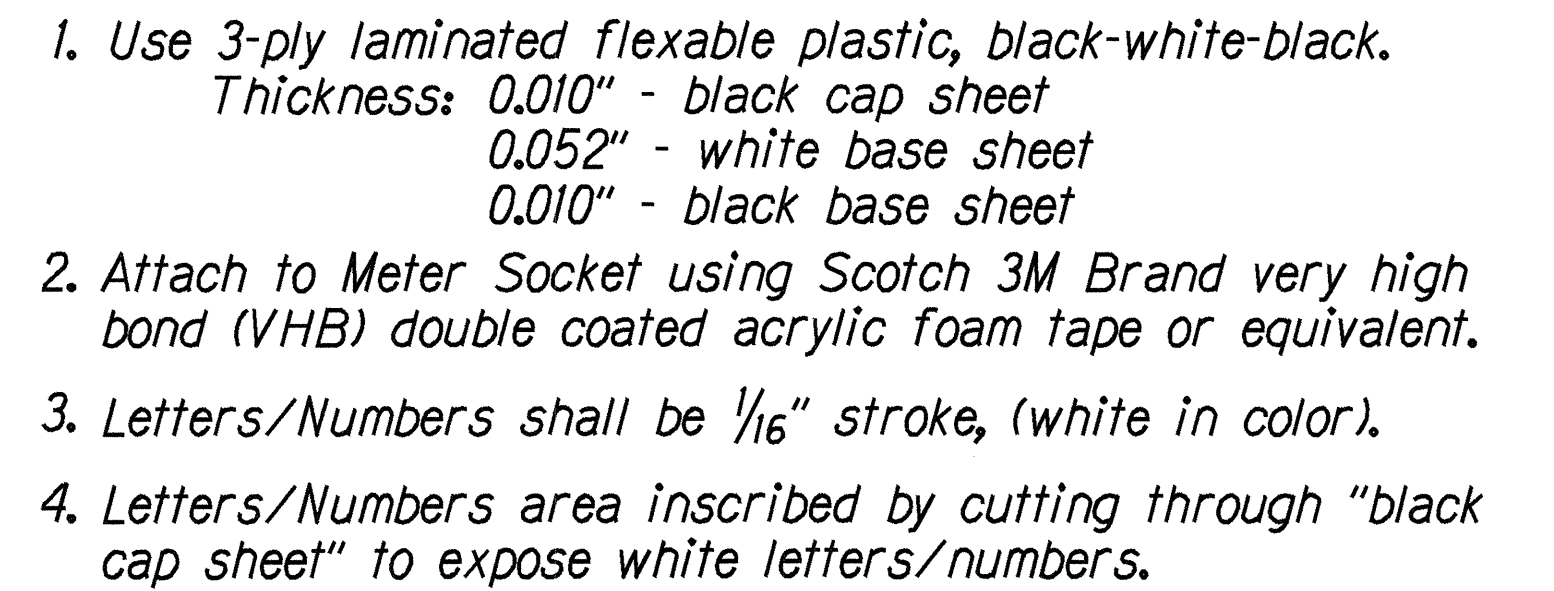 1. Use 3-ply laminated flexable plastic, black-white-black.
Thickness: 0.010" - black cap sheet
0.052" - white base sheet
0.010" - black base sheet
2. Attach to Meter Socket using Scotch 3M Brand very high
bond (VHB) double coated acrylic foam tape or equivalent.
3. Letters/Numbers shall be 1/16" stroke, (white in color).
4. Letters/Numbers area inscribed by cutting through "black
cap sheet" to expose white letters/numbers.